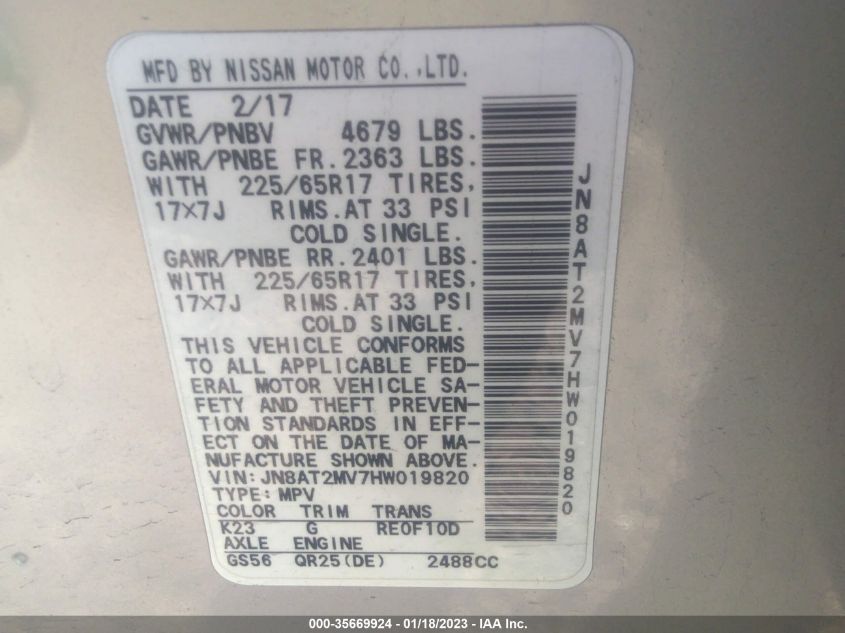 MFD BY NISSAN MOTOR CO.,LTD.
DATE 2/17
GVWR/PNBV 4679 LBS.
GAWR/PNBE FR.2363 LBS.
WITH 225/65R17 TIRES,
17×7J RIMS.AT 33 PSI
COLD SINGLE.
GAWR/PNBE RR.2401 LBS.
WITH 225/65R17 TIRES,
17×7J RIMS.AT 33 PSI
COLD SINGLE.
THIS VEHICLE CONFORMS
TO ALL APPLICABLE FED-
ERAL MOTOR VEHICLE SA-
FETY AND THEFT PREVEN-
TION STANDARDS IN EFF-
ECT ON THE DATE OF MA-
NUFACTURE SHOWN ABOVE.
VIN:JN8AT2MV7HW019820
TYPE:MPV
COLOR TRIM TRANS
K23 G RE0F10D
AXLE ENGINE
GS56 QR25(DE) 2488CC
JN8AT2MV7HW019820
000-35669924 - 01/18/2023 - IAA Inc.